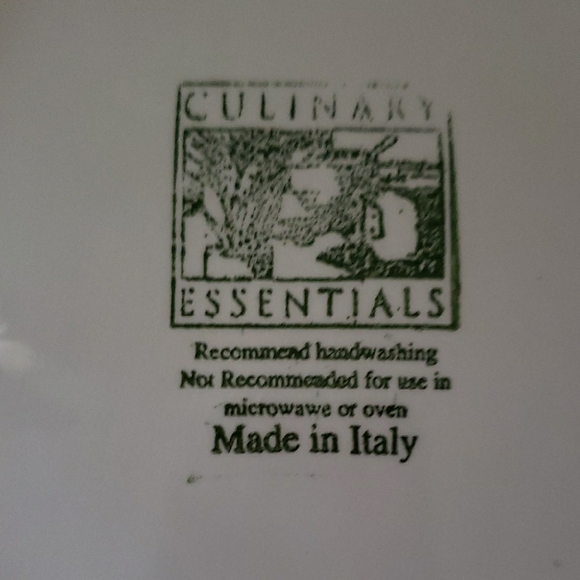 CULINARY
ESSENTIALS
Recommend handwashing
Not Recommended for use in
microwawe or oven
Made in Italy